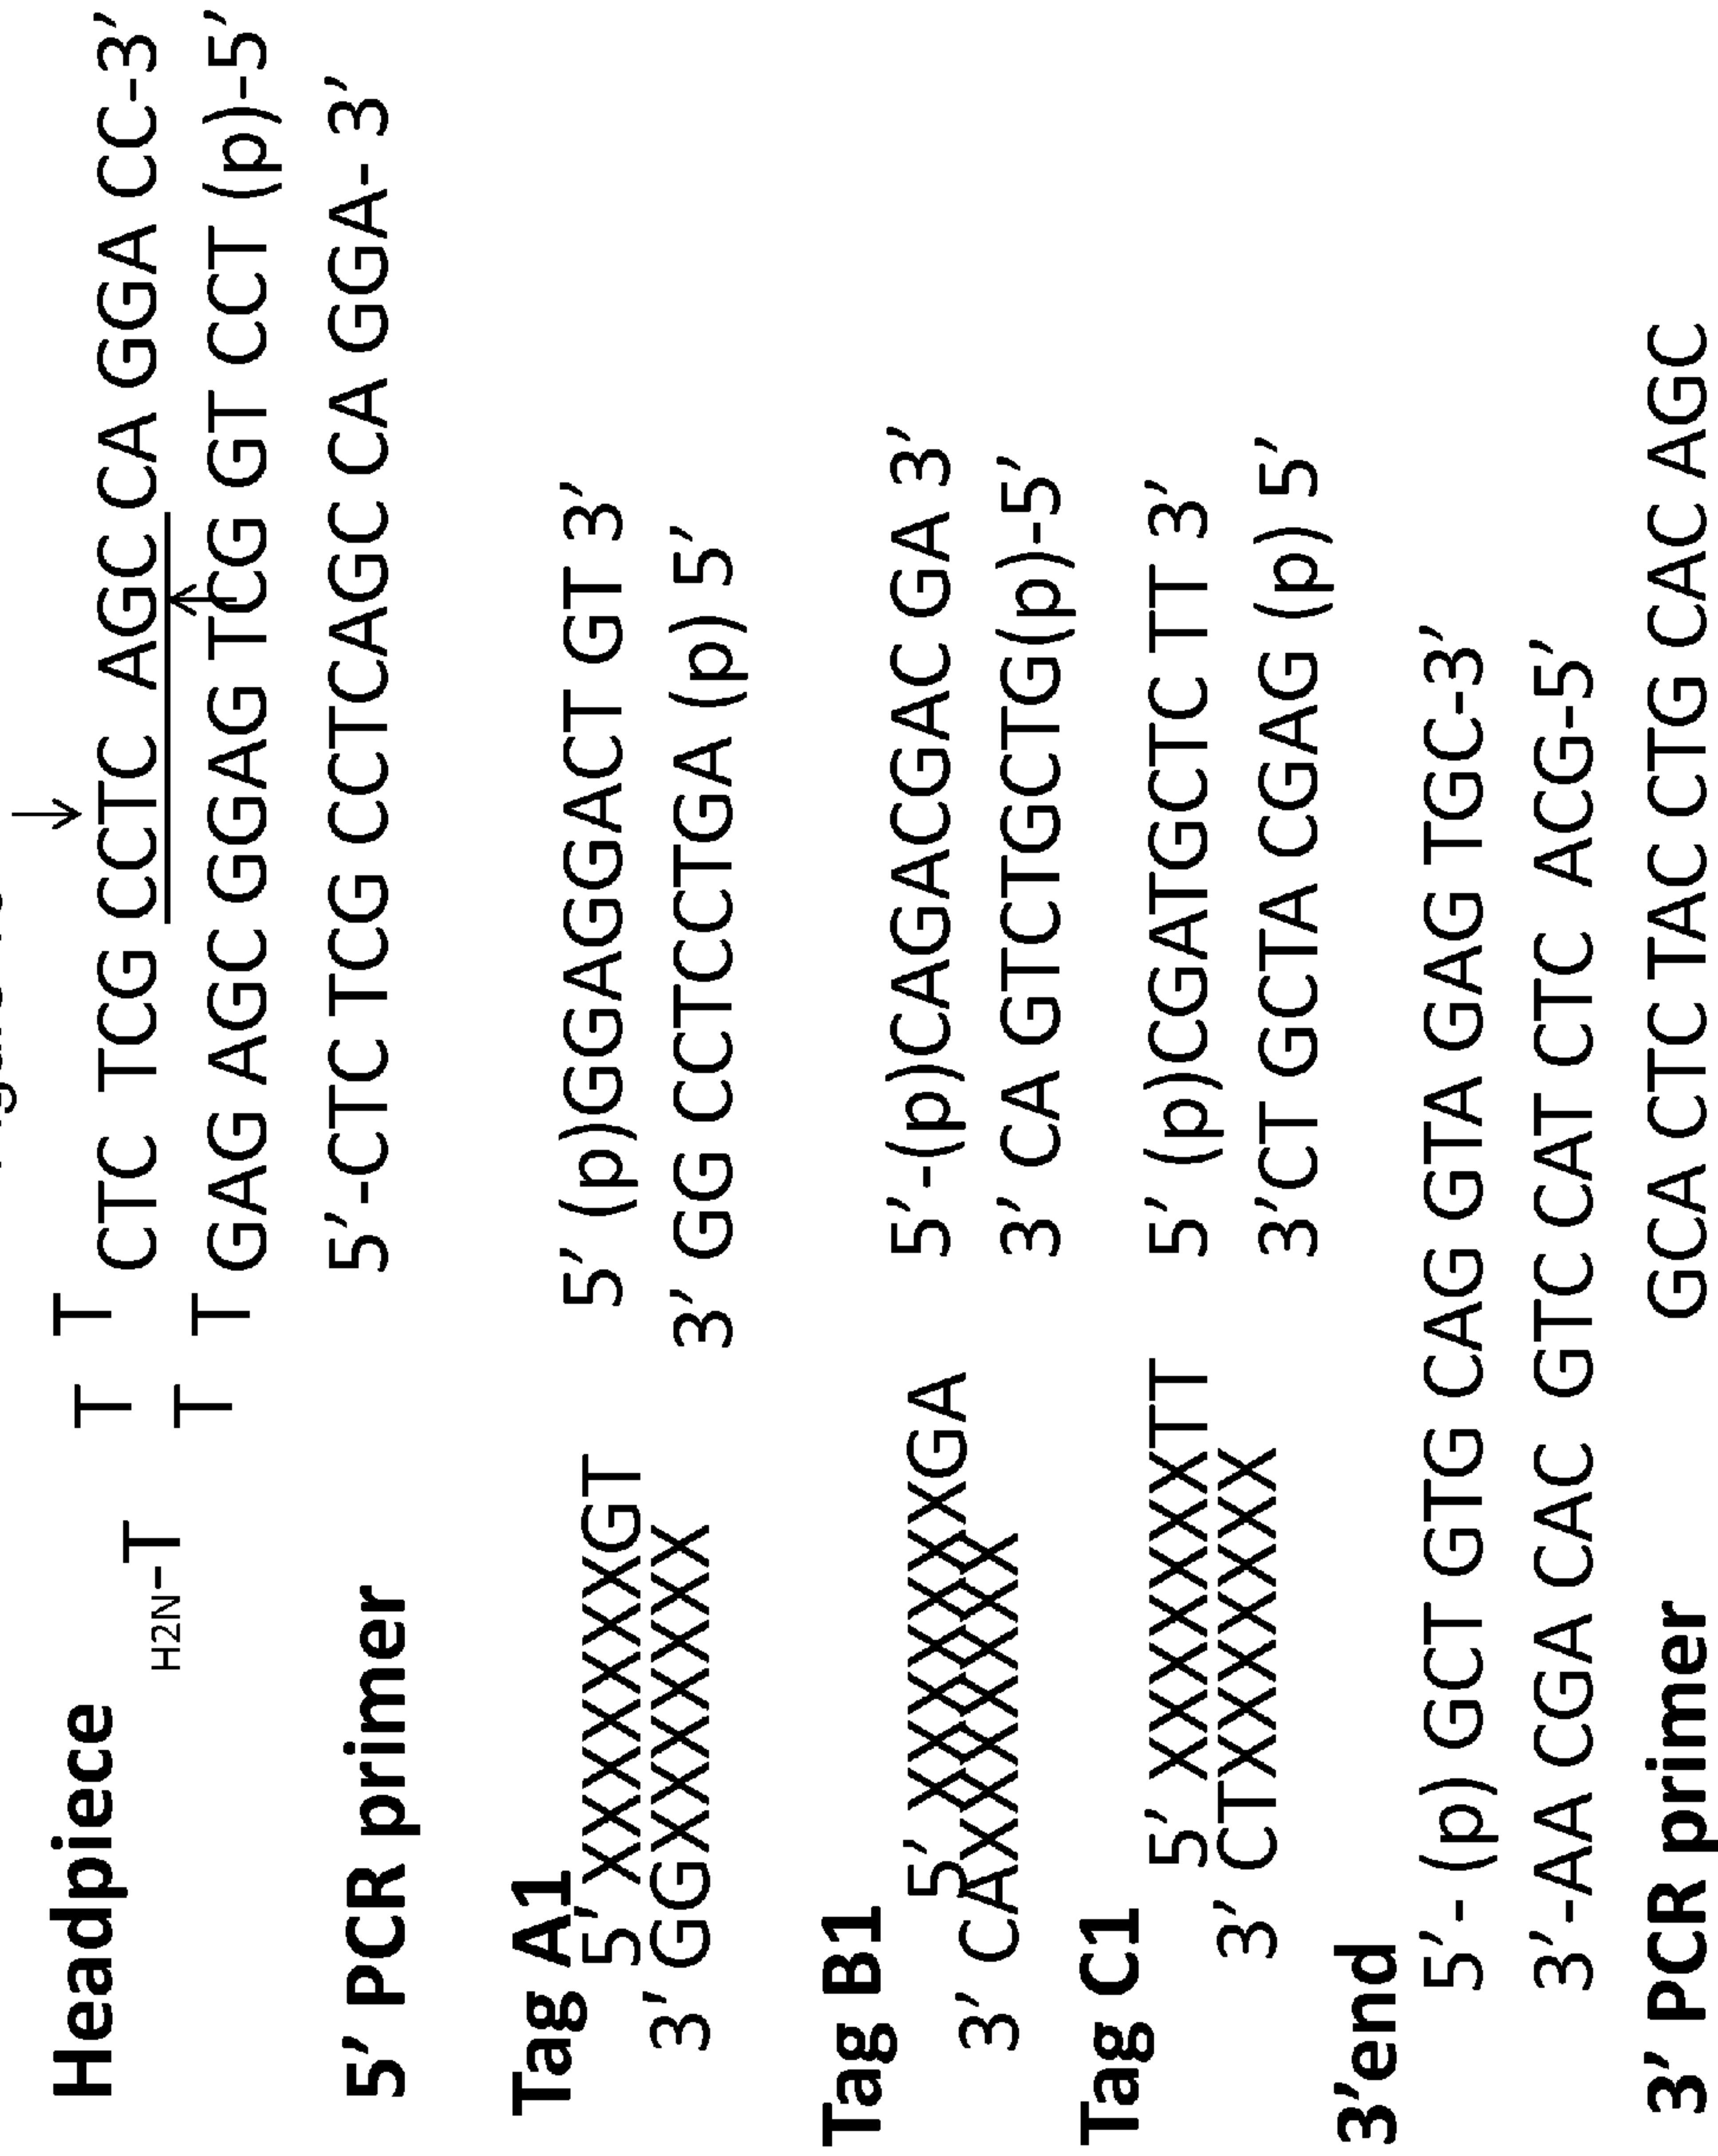 T T CTC TCG CCTC AGC CA GGA CC-3'
Headpiece
H2N-T
T T GAG AGC GGAG TCG GT CCT (p)-5'
5' PCR primer 5'-CTC TCG CCTCAGC CA GGA- 3'
Tag A1
5' XXXXXXXGT 5' (p)GGAGGACT GT 3'
3' GGXXXXXXX 3' GG CCTCCTGA (p) 5'
Tag B1
5' XXXXXXXGA 5'-(p)CAGACGAC GA 3'
3' CAXXXXXXX 3' CA GTCTGCTG(p)-5'
Tag C1
5' XXXXXXXTT 5' (p)CGATGCTC TT 3'
3' CTXXXXXXX 3'CT GCTA CGAG (p) 5'
3'end
5'- (p) GCT GTG CAG GTA GAG TGC-3'
3'-AA CGA CAC GTC CAT CTC ACG-5'
3' PCR primer GCA CTC TAC CTG CAC AGC